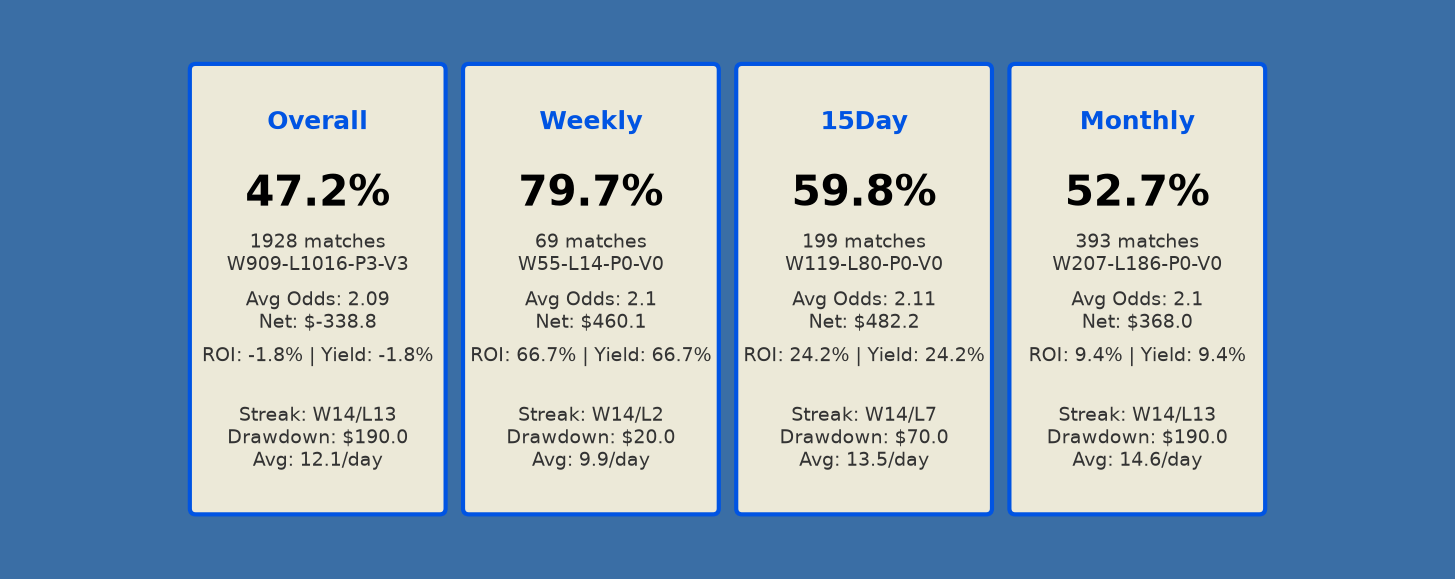 Overall
47.2%
1928 matches
W909-L1016-P3-V3
Avg Odds: 2.09
Net: $-338.8
ROI: -1.8% | Yield: -1.8%
Streak: W14/L13
Drawdown: $190.0
Avg: 12.1/day
Weekly
79.7%
69 matches
W55-L14-P0-V0
Avg Odds: 2.1
Net: $460.1
ROI: 66.7% | Yield: 66.7%
Streak: W14/L2
Drawdown: $20.0
Avg: 9.9/day
15Day
59.8%
199 matches
W119-L80-P0-V0
Avg Odds: 2.11
Net: $482.2
ROI: 24.2% | Yield: 24.2%
Streak: W14/L7
Drawdown: $70.0
Avg: 13.5/day
Monthly
52.7%
393 matches
W207-L186-P0-V0
Avg Odds: 2.1
Net: $368.0
ROI: 9.4% | Yield: 9.4%
Streak: W14/L13
Drawdown: $190.0
Avg: 14.6/day